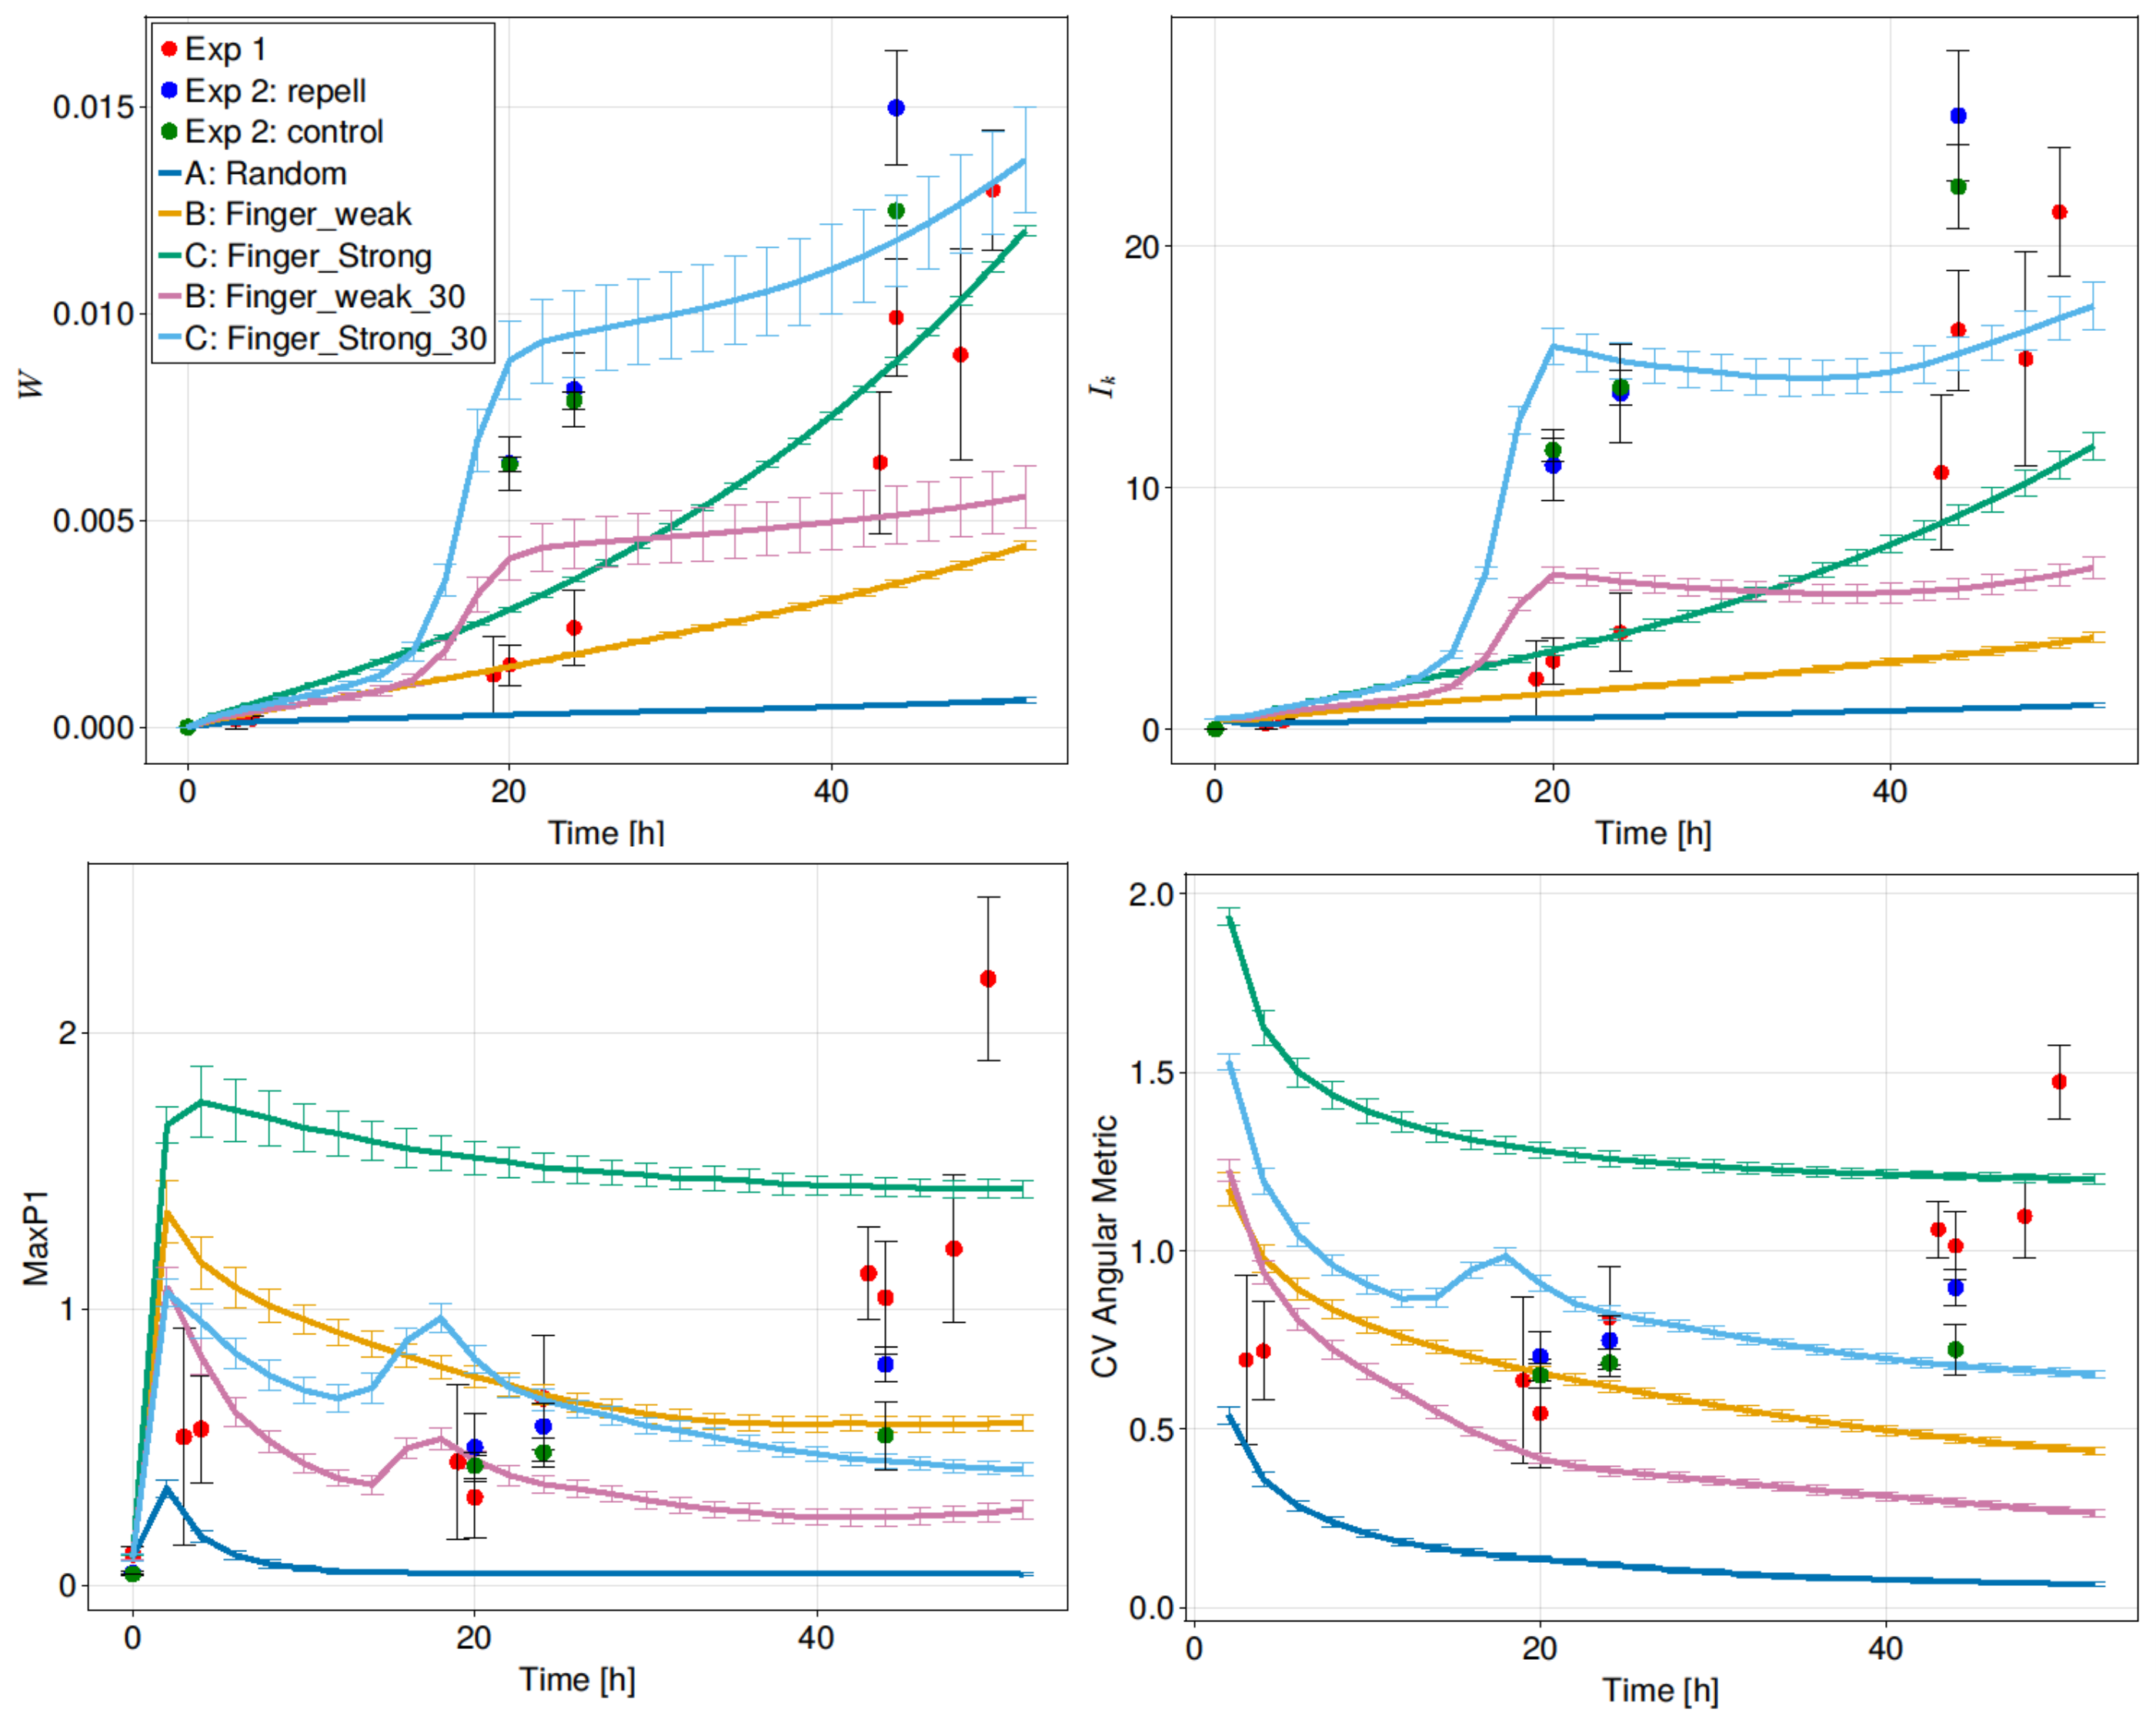 Exp 1
Exp 2: repell
Exp 2: control
A: Random
B: Finger_weak
C: Finger_Strong
B: Finger_weak_30
C: Finger_Strong_30
0.015
0.010
0.005
0.000
W
0 20 40
Time [h]
20
10
0
I_k
0 20 40
Time [h]
2
1
0
MaxP1
0 20 40
Time [h]
2.0
1.5
1.0
0.5
0.0
CV Angular Metric
0 20 40
Time [h]